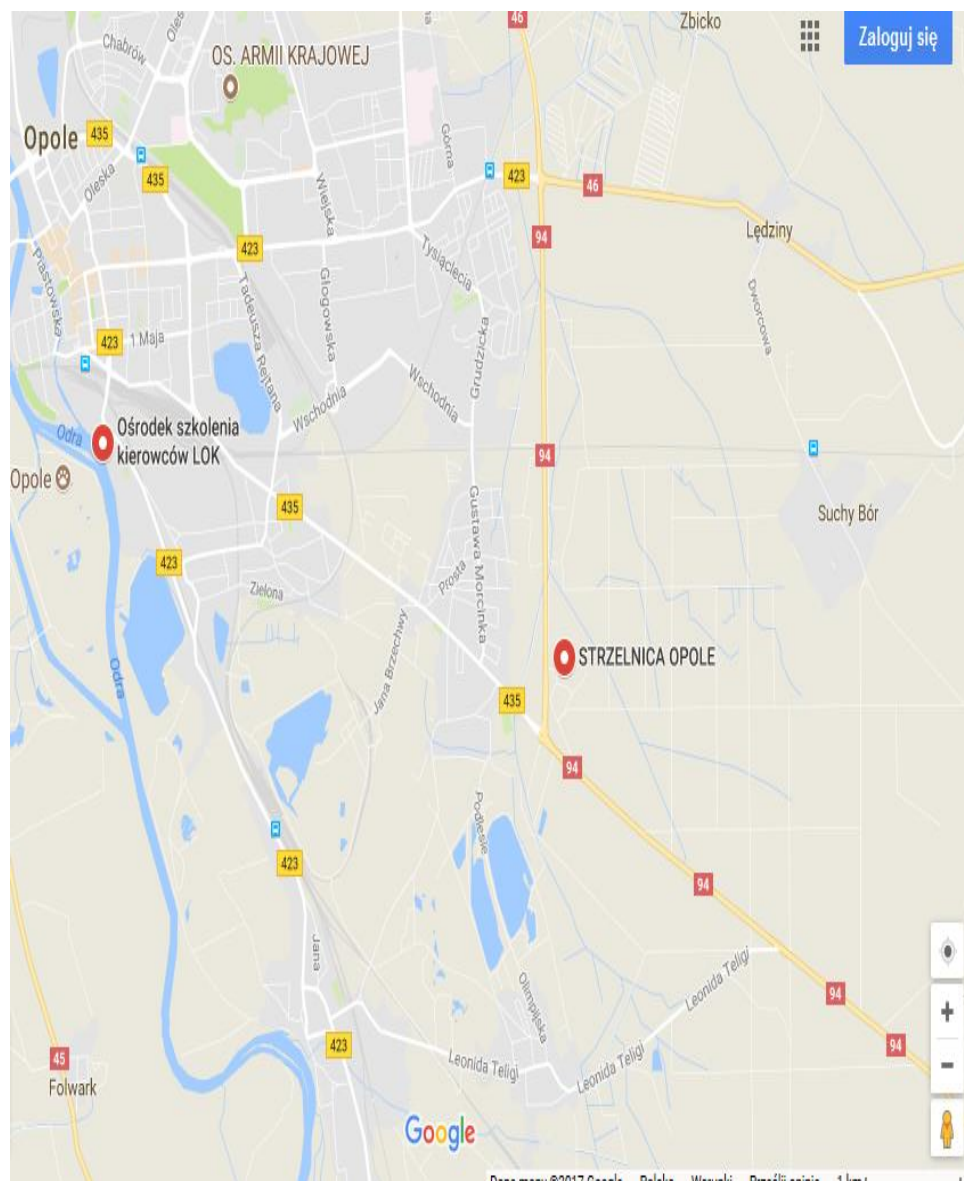 46
Zbicko
Zaloguj się
Chabrów
OS. ARMII KRAJOWEJ
Opole
435
Górna
435
Oleska
Wiejska
423
46
Lędziny
94
423
Tysiąclecia
Piastowska
Tadeusza Rejtana
Głogowska
Dworcowa
423
1 Maja
Grudzicka
Wschodnia
Wschodnia
Ośrodek szkolenia
kierowców LOK
Odra
94
Opole
435
Gustawa Morcinka
Suchy Bór
423
Zielona
Prosta
Jana Brzechwy
STRZELNICA OPOLE
Odra
435
94
Podlesie
423
94
Jana
Olimpijska
Leonida Teligi
94
423
94
45
Leonida Teligi
Leonida Teligi
Folwark
Google